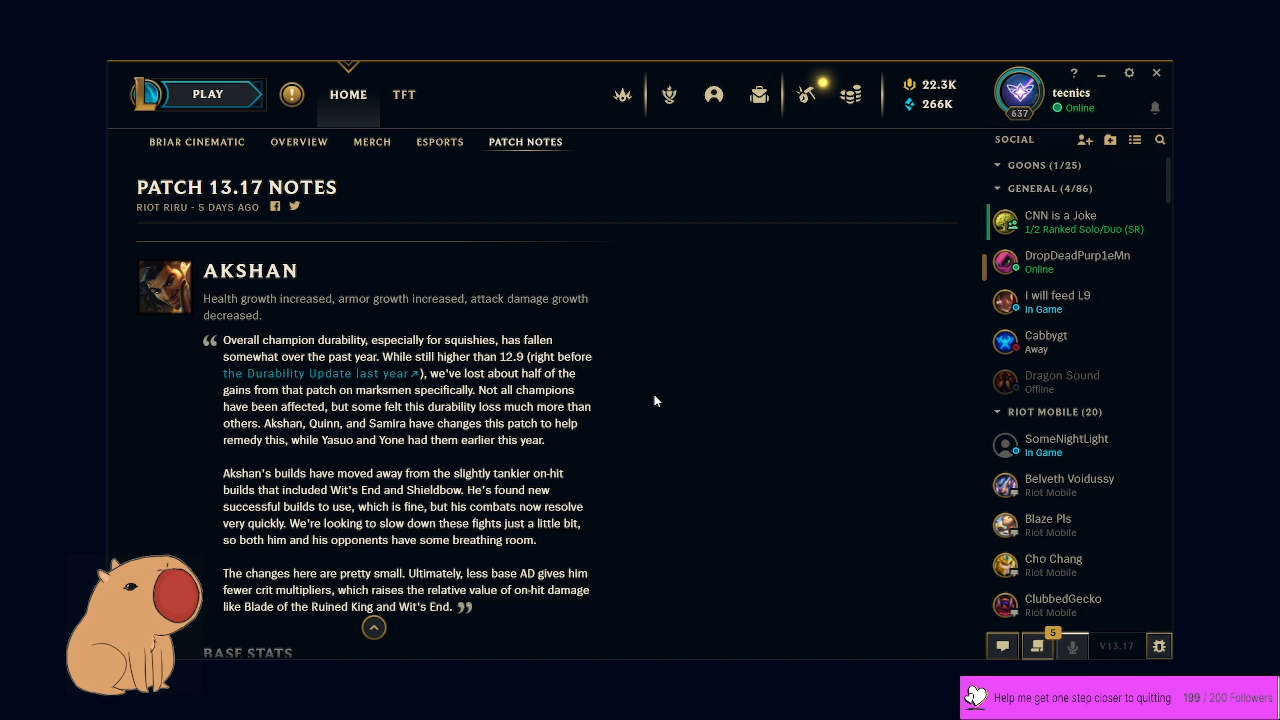 PLAY
HOME
TFT
22.3K
266K
?
637
tecnics
Online
BRIAR CINEMATIC
OVERVIEW
MERCH
ESPORTS
PATCH NOTES
PATCH 13.17 NOTES
RIOT RIRU - 5 DAYS AGO
AKSHAN
Health growth increased, armor growth increased, attack damage growth
decreased.
Overall champion durability, especially for squishies, has fallen
somewhat over the past year. While still higher than 12.9 (right before
the Durability Update last year↗), we've lost about half of the
gains from that patch on marksmen specifically. Not all champions
have been affected, but some felt this durability loss much more than
others. Akshan, Quinn, and Samira have changes this patch to help
remedy this, while Yasuo and Yone had them earlier this year.
Akshan's builds have moved away from the slightly tankier on-hit
builds that included Wit's End and Shieldbow. He's found new
successful builds to use, which is fine, but his combats now resolve
very quickly. We're looking to slow down these fights just a little bit,
so both him and his opponents have some breathing room.
The changes here are pretty small. Ultimately, less base AD gives him
fewer crit multipliers, which raises the relative value of on-hit damage
like Blade of the Ruined King and Wit's End.
BASE STATS
SOCIAL
GOONS (1/25)
GENERAL (4/86)
CNN is a Joke
1/2 Ranked Solo/Duo (SR)
DropDeadPurp1eMn
Online
I will feed L9
In Game
Cabbygt
Away
Dragon Sound
Offline
RIOT MOBILE (20)
SomeNightLight
In Game
Belveth Voidussy
Riot Mobile
Blaze Pls
Riot Mobile
Cho Chang
Riot Mobile
ClubbedGecko
Riot Mobile
5
V13.17
Help me get one step closer to quitting
199 / 200 Followers